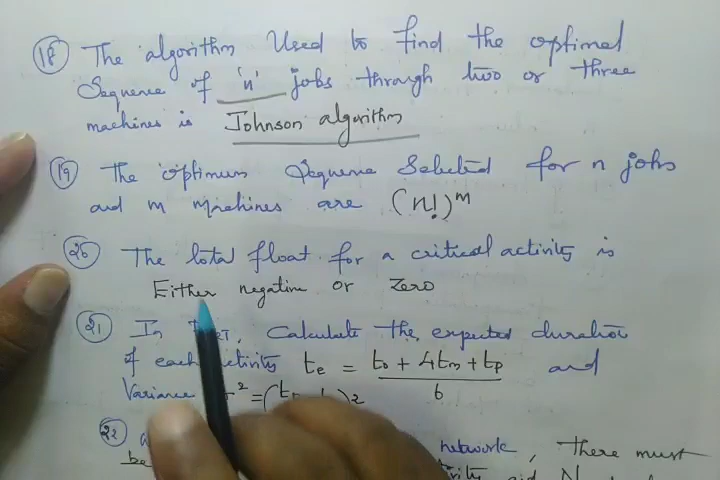 18 The algorithm Used to find the optimal
Sequence of 'n' jobs through two or three
machines is Johnson algorithm
19 The optimum Sequence Selected for n jobs
and m machines are (n!)^m
20 The total float for a critical activity is
Either negative or Zero
21 In Calculate the expected duration
of each activity te = to + 4tm + tp / 6 and
Variance
22 network, There must
be